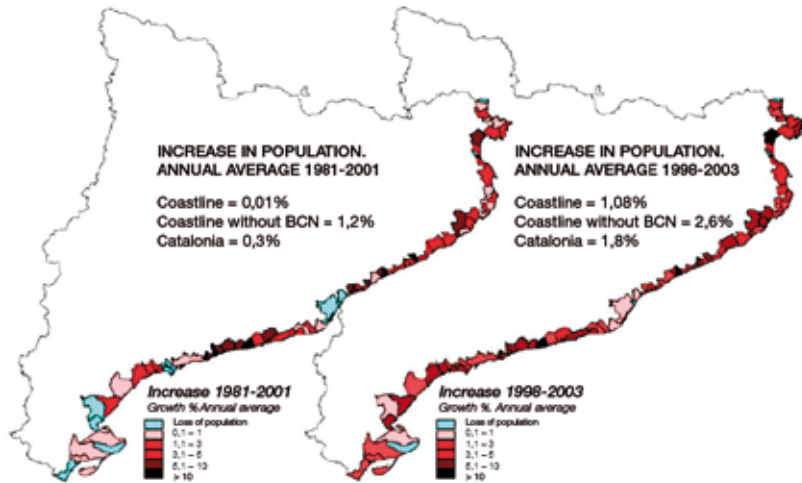 INCREASE IN POPULATION.
ANNUAL AVERAGE 1981-2001
Coastline = 0,01%
Coastline without BCN = 1,2%
Catalonia = 0,3%
Increase 1981-2001
Growth % Annual average
Loss of population
0,1 – 1
1,1 – 3
3,1 – 5
5,1 – 10
> 10
INCREASE IN POPULATION.
ANNUAL AVERAGE 1998-2003
Coastline = 1,08%
Coastline without BCN = 2,6%
Catalonia = 1,8%
Increase 1998-2003
Growth %. Annual average
Loss of population
0,1 – 1
1,1 – 3
3,1 – 5
5,1 – 10
> 10